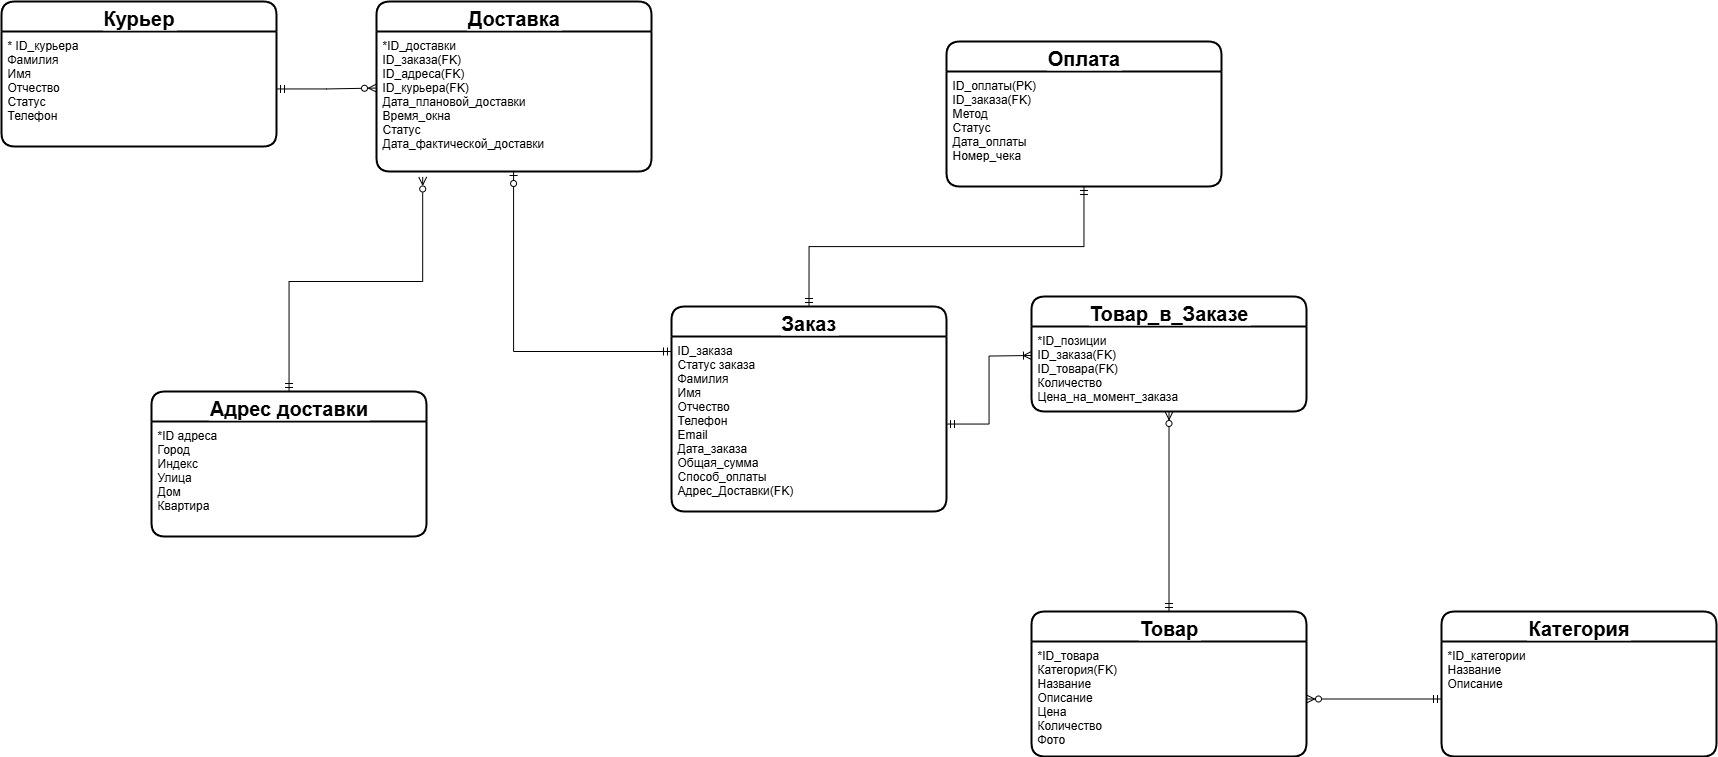 Курьер
* ID_курьера
Фамилия
Имя
Отчество
Статус
Телефон
Доставка
*ID_доставки
ID_заказа(FK)
ID_адреса(FK)
ID_курьера(FK)
Дата_плановой_доставки
Время_окна
Статус
Дата_фактической_доставки
Оплата
ID_оплаты(PK)
ID_заказа(FK)
Метод
Статус
Дата_оплаты
Номер_чека
Адрес доставки
*ID адреса
Город
Индекс
Улица
Дом
Квартира
Заказ
ID_заказа
Статус заказа
Фамилия
Имя
Отчество
Телефон
Email
Дата_заказа
Общая_сумма
Способ_оплаты
Адрес_Доставки(FK)
Товар_в_Заказе
*ID_позиции
ID_заказа(FK)
ID_товара(FK)
Количество
Цена_на_момент_заказа
Товар
*ID_товара
Категория(FK)
Название
Описание
Цена
Количество
Фото
Категория
*ID_категории
Название
Описание